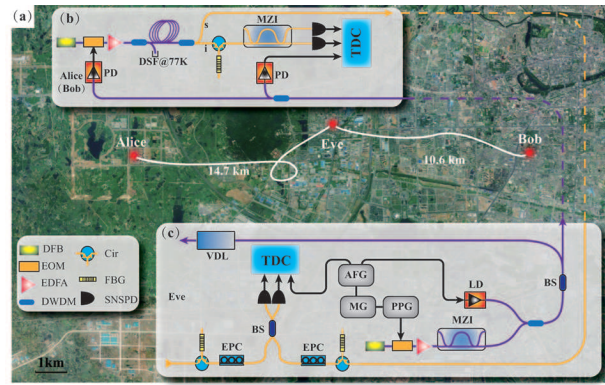 (a)
(b)
s
i
MZI
TDC
DSF@77K
Alice
(Bob)
PD
PD
Alice
Eve
Bob
14.7 km
10.6 km
(c)
VDL
TDC
AFG
MG
PPG
LD
BS
MZI
Eve
BS
EPC
EPC
DFB
EOM
EDFA
DWDM
Cir
FBG
SNSPD
1km